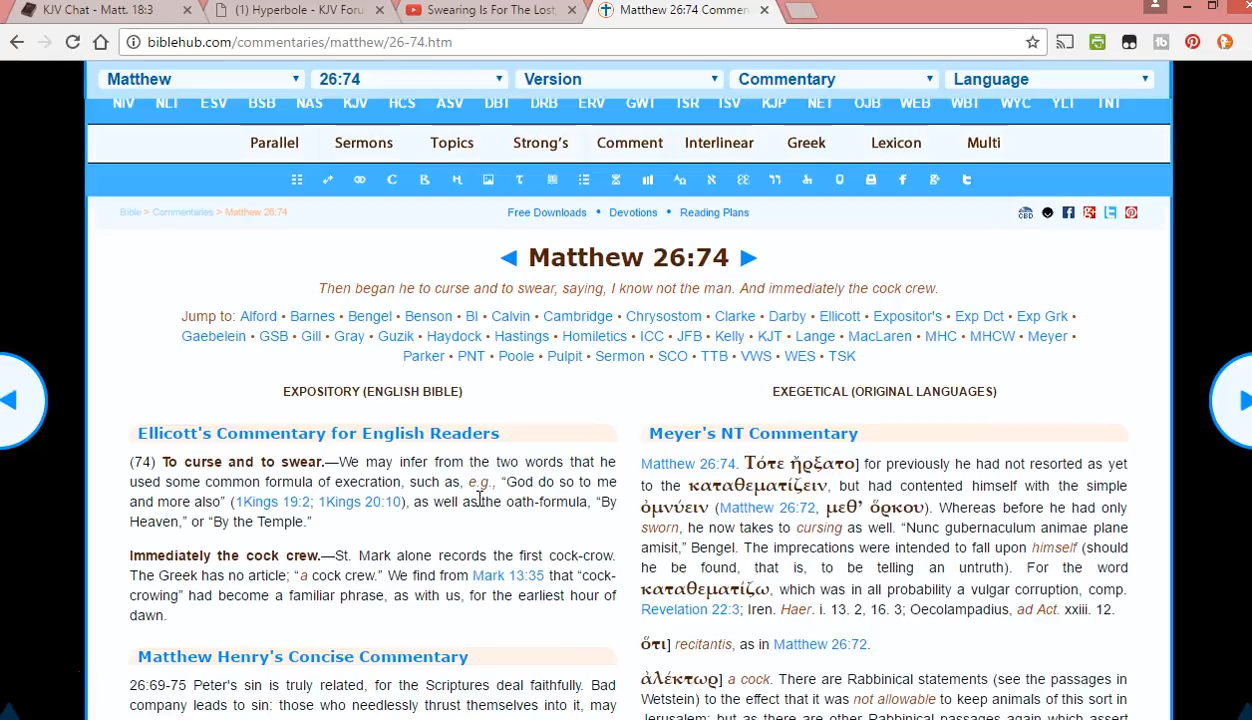 KJV Chat - Matt. 18:3
(1) Hyperbole - KJV Foru
Swearing Is For The Lost
Matthew 26:74 Commen
biblehub.com/commentaries/matthew/26-74.htm
Matthew 26:74 Version Commentary Language
NIV NLT ESV BSB NAS KJV HCS ASV DBT DRB ERV GWT ISR ISV KJP NET OJB WEB WBT WYC YLT TNT
Parallel Sermons Topics Strong's Comment Interlinear Greek Lexicon Multi
Bible > Commentaries > Matthew 26:74
Free Downloads • Devotions • Reading Plans
◄ Matthew 26:74 ►
Then began he to curse and to swear, saying, I know not the man. And immediately the cock crew.
Jump to: Alford • Barnes • Bengel • Benson • BI • Calvin • Cambridge • Chrysostom • Clarke • Darby • Ellicott • Expositor's • Exp Dct • Exp Grk •
Gaebelein • GSB • Gill • Gray • Guzik • Haydock • Hastings • Homiletics • ICC • JFB • Kelly • KJT • Lange • MacLaren • MHC • MHCW • Meyer •
Parker • PNT • Poole • Pulpit • Sermon • SCO • TTB • VWS • WES • TSK
EXPOSITORY (ENGLISH BIBLE)
Ellicott's Commentary for English Readers
(74) To curse and to swear.—We may infer from the two words that he
used some common formula of execration, such as, e.g., “God do so to me
and more also” (1Kings 19:2; 1Kings 20:10), as well as the oath-formula, “By
Heaven,” or “By the Temple.”
Immediately the cock crew.—St. Mark alone records the first cock-crow.
The Greek has no article; “a cock crew.” We find from Mark 13:35 that “cock-
crowing” had become a familiar phrase, as with us, for the earliest hour of
dawn.
Matthew Henry's Concise Commentary
26:69-75 Peter's sin is truly related, for the Scriptures deal faithfully. Bad
company leads to sin: those who needlessly thrust themselves into it, may
EXEGETICAL (ORIGINAL LANGUAGES)
Meyer's NT Commentary
Matthew 26:74. Τότε ἤρξατο] for previously he had not resorted as yet
to the καταθεματίζειν, but had contented himself with the simple
ὀμνύειν (Matthew 26:72, μεθʼ ὅρκου). Whereas before he had only
sworn, he now takes to cursing as well. “Nunc gubernaculum animae plane
amisit,” Bengel. The imprecations were intended to fall upon himself (should
he be found, that is, to be telling an untruth). For the word
καταθεματίζω, which was in all probability a vulgar corruption, comp.
Revelation 22:3; Iren. Haer. i. 13. 2, 16. 3; Oecolampadius, ad Act. xxiii. 12.
ὅτι] recitantis, as in Matthew 26:72.
ἀλέκτωρ] a cock. There are Rabbinical statements (see the passages in
Wetstein) to the effect that it was not allowable to keep animals of this sort in
Jerusalem; but as there are other Rabbinical passages again which assert